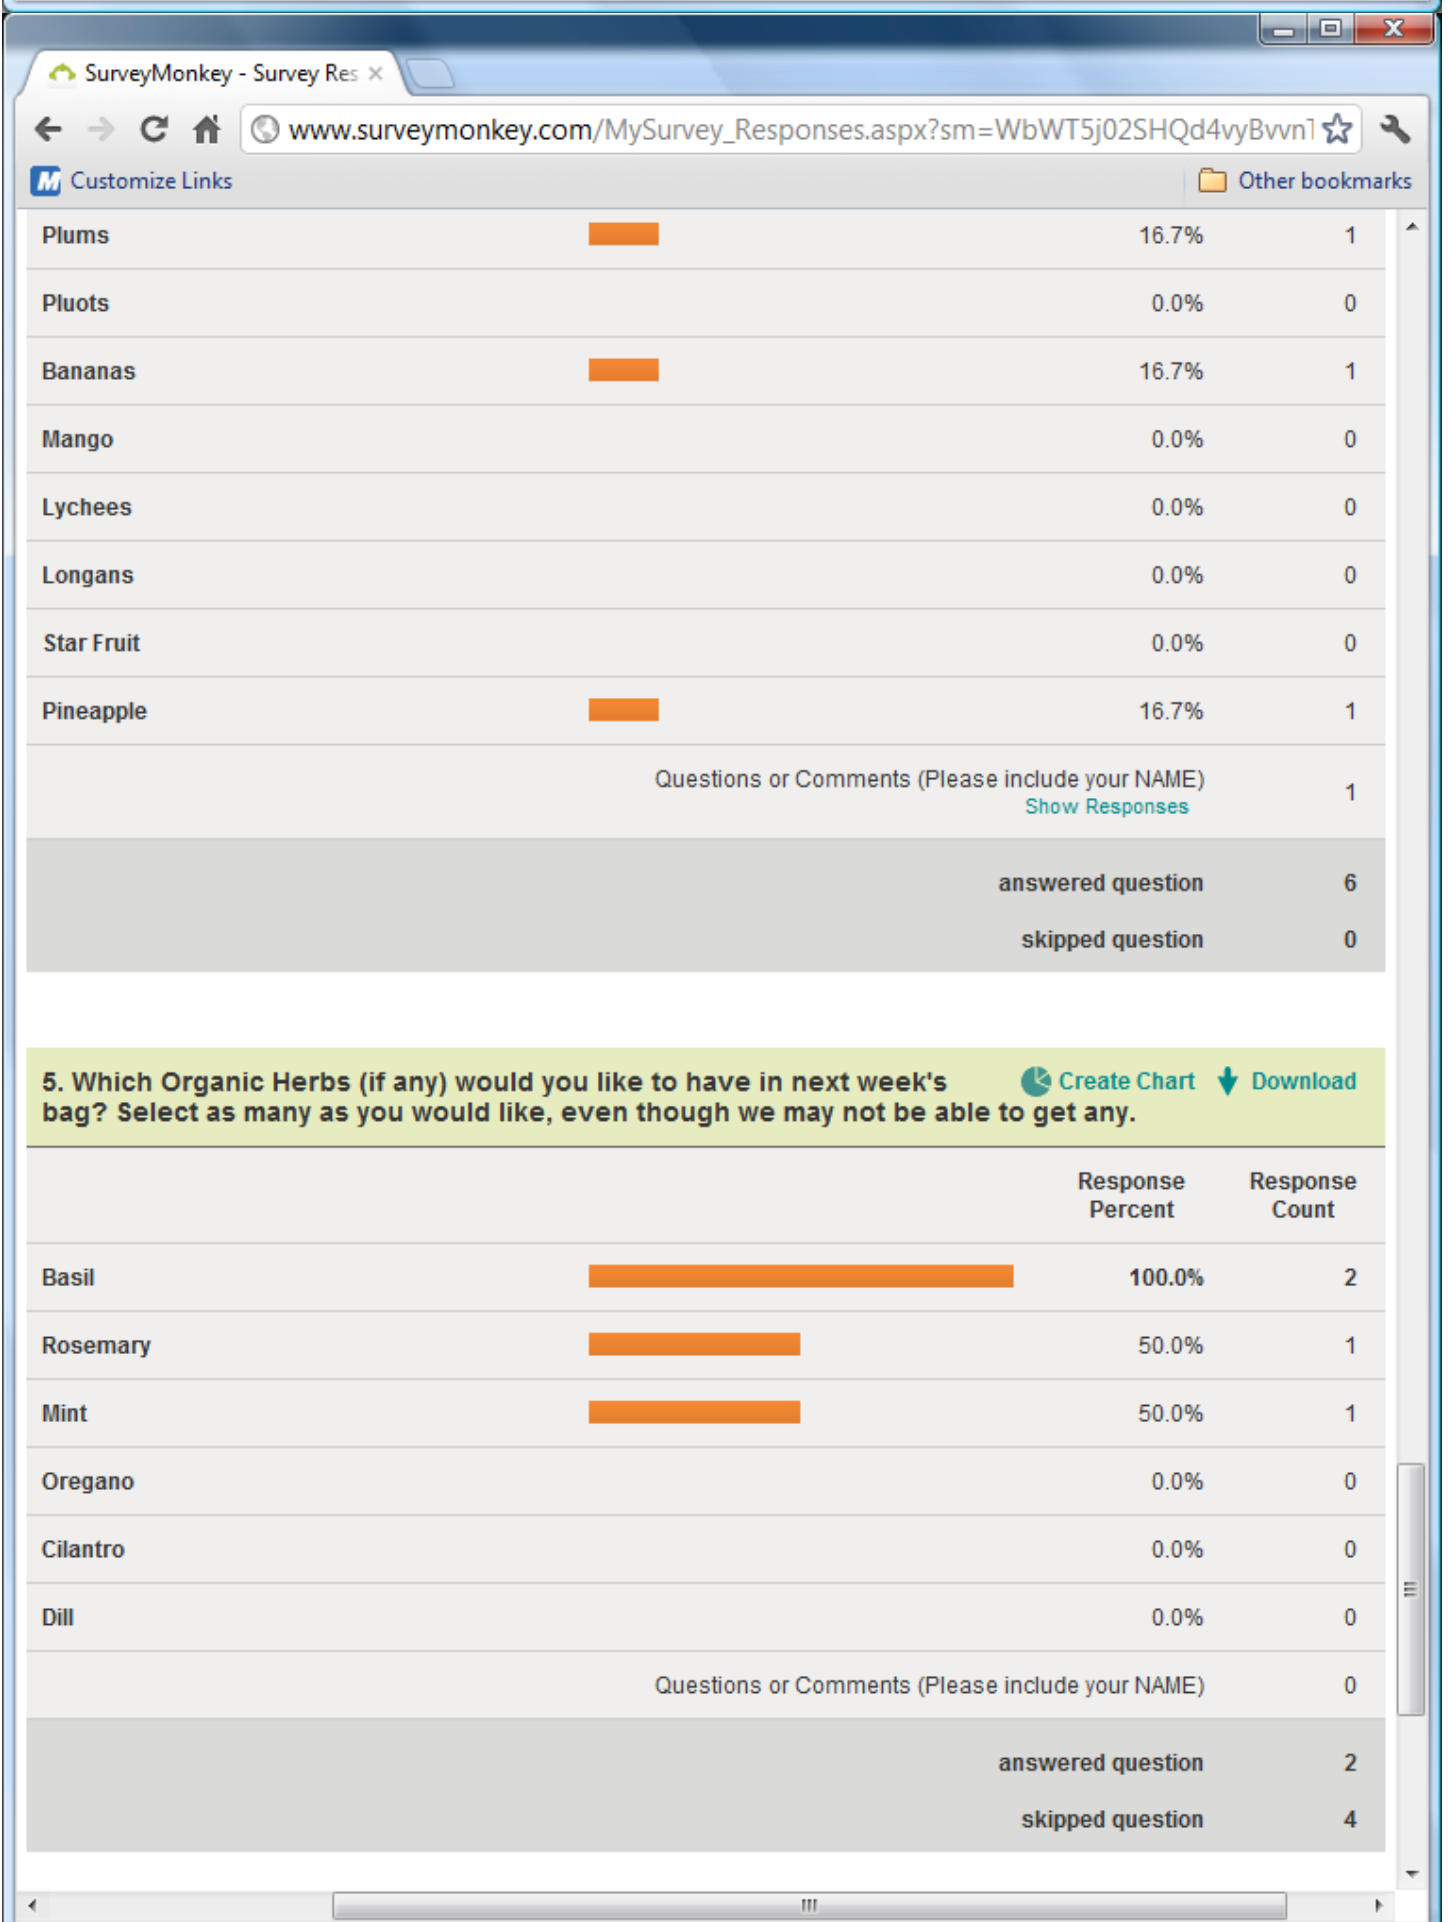 SurveyMonkey - Survey Res
www.surveymonkey.com/MySurvey_Responses.aspx?sm=WbWT5j02SHQd4vyBvvnT
Customize Links Other bookmarks
Plums 16.7% 1
Pluots 0.0% 0
Bananas 16.7% 1
Mango 0.0% 0
Lychees 0.0% 0
Longans 0.0% 0
Star Fruit 0.0% 0
Pineapple 16.7% 1
Questions or Comments (Please include your NAME) 1
Show Responses
answered question 6
skipped question 0
5. Which Organic Herbs (if any) would you like to have in next week's Create Chart Download
bag? Select as many as you would like, even though we may not be able to get any.
Response Response
Percent Count
Basil 100.0% 2
Rosemary 50.0% 1
Mint 50.0% 1
Oregano 0.0% 0
Cilantro 0.0% 0
Dill 0.0% 0
Questions or Comments (Please include your NAME) 0
answered question 2
skipped question 4